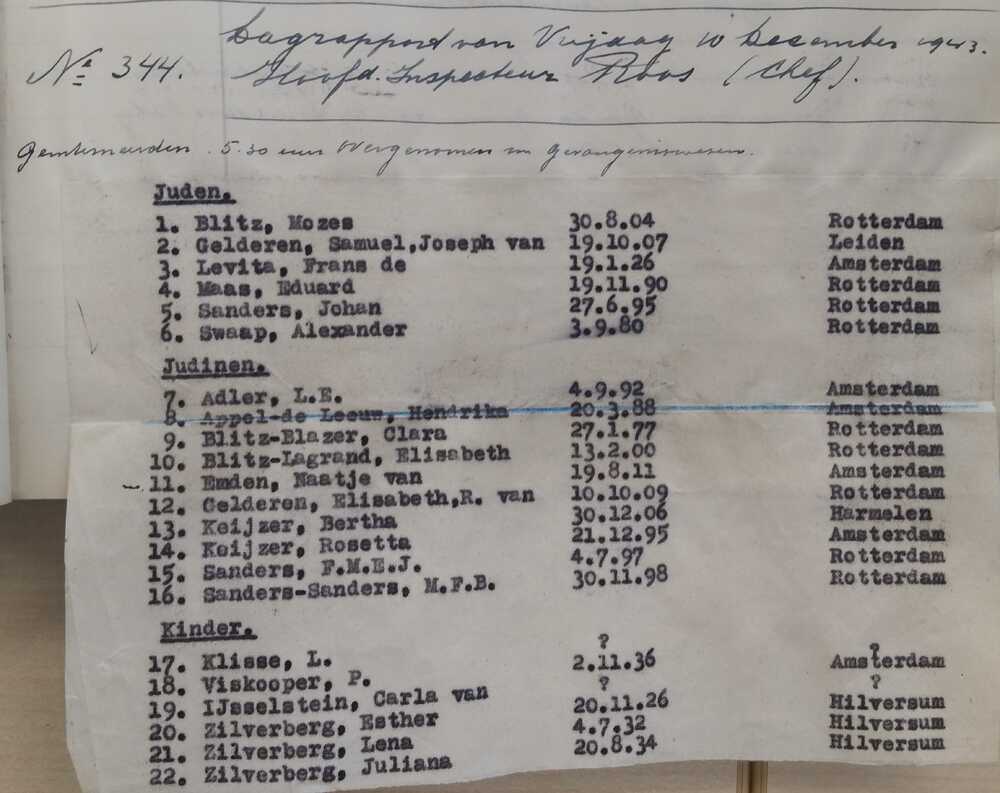 Dagrapport van Vrijdag 10 December 1943.
Nº 344. Hoofd. Inspecteur Roos (Chef).
5.30 uur
Juden.
1. Blitz, Mozes 30.8.04 Rotterdam
2. Gelderen, Samuel,Joseph van 19.10.07 Leiden
3. Levita, Frans de 19.1.26 Amsterdam
4. Maas, Eduard 19.11.90 Rotterdam
5. Sanders, Johan 27.6.95 Rotterdam
6. Swaap, Alexander 3.9.80 Rotterdam
Judinen.
7. Adler, L.E. 4.9.92 Amsterdam
8. Appel-de Leeuw, Hendrika 20.3.88 Amsterdam
9. Blitz-Blazer, Clara 27.1.77 Rotterdam
10. Blitz-Lagrand, Elisabeth 13.2.00 Rotterdam
11. Emden, Naatje van 19.8.11 Amsterdam
12. Gelderen, Elisabeth,R. van 10.10.09 Rotterdam
13. Keijzer, Bertha 30.12.06 Harmelen
14. Keijzer, Rosetta 21.12.95 Amsterdam
15. Sanders, F.M.E.J. 4.7.97 Rotterdam
16. Sanders-Sanders, M.F.B. 30.11.98 Rotterdam
Kinder.
17. Klisse, L. ? ?
18. Viskooper, P. 2.11.36 Amsterdam
19. IJsselstein, Carla van ? ?
20. Zilverberg, Esther 20.11.26 Hilversum
21. Zilverberg, Lena 4.7.32 Hilversum
22. Zilverberg, Juliana 20.8.34 Hilversum